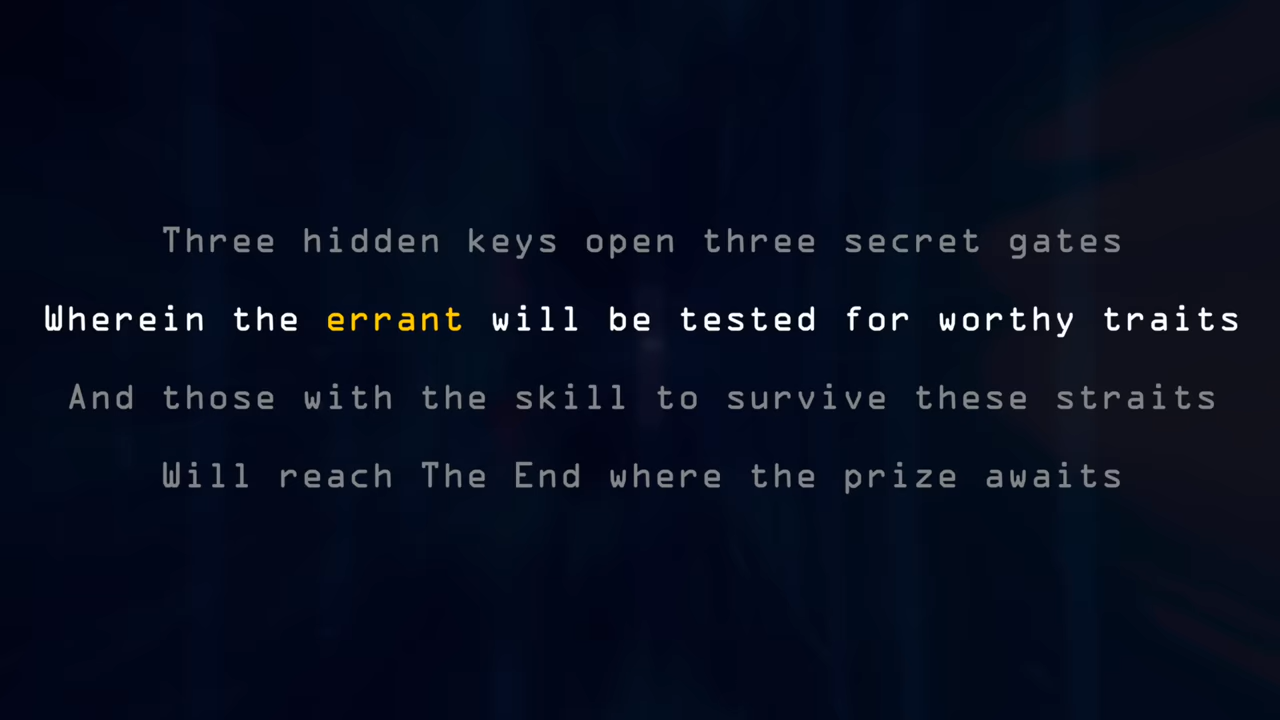 Three hidden keys open three secret gates
Wherein the errant will be tested for worthy traits
And those with the skill to survive these straits
Will reach The End where the prize awaits